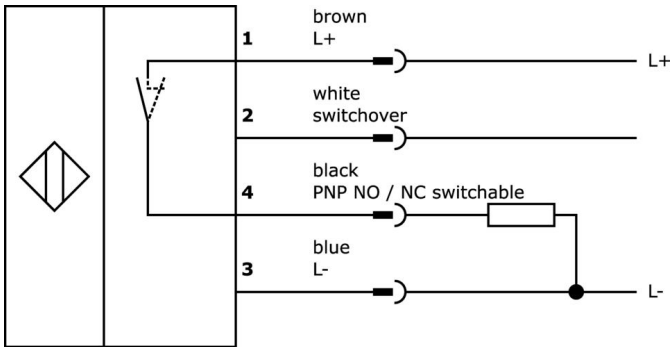 brown
1 L+
L+
white
2 switchover
black
4 PNP NO / NC switchable
blue
3 L-
L-